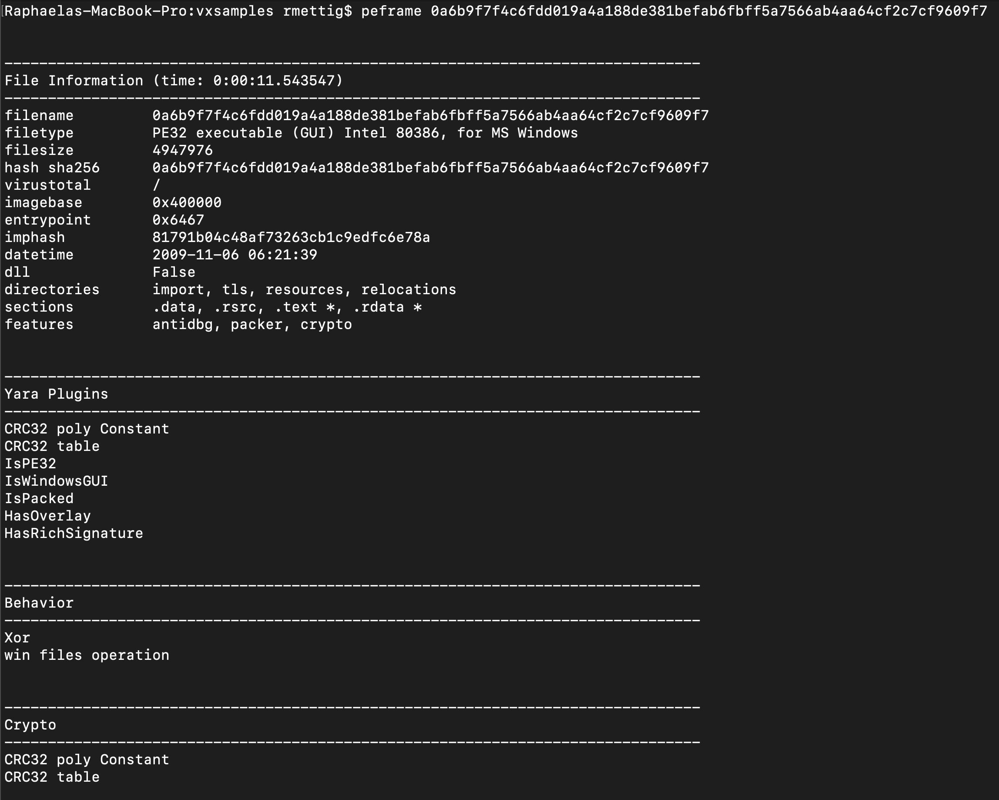 [Raphaelas-MacBook-Pro:vxsamples rmettig$ peframe 0a6b9f7f4c6fdd019a4a188de381befab6fbff5a7566ab4aa64cf2c7cf9609f7
--------------------------------------------------------------------------------
File Information (time: 0:00:11.543547)
--------------------------------------------------------------------------------
filename         0a6b9f7f4c6fdd019a4a188de381befab6fbff5a7566ab4aa64cf2c7cf9609f7
filetype         PE32 executable (GUI) Intel 80386, for MS Windows
filesize         4947976
hash sha256      0a6b9f7f4c6fdd019a4a188de381befab6fbff5a7566ab4aa64cf2c7cf9609f7
virustotal       /
imagebase        0x400000
entrypoint       0x6467
imphash          81791b04c48af73263cb1c9edfc6e78a
datetime         2009-11-06 06:21:39
dll              False
directories      import, tls, resources, relocations
sections         .data, .rsrc, .text *, .rdata *
features         antidbg, packer, crypto
--------------------------------------------------------------------------------
Yara Plugins
--------------------------------------------------------------------------------
CRC32 poly Constant
CRC32 table
IsPE32
IsWindowsGUI
IsPacked
HasOverlay
HasRichSignature
--------------------------------------------------------------------------------
Behavior
--------------------------------------------------------------------------------
Xor
win files operation
--------------------------------------------------------------------------------
Crypto
--------------------------------------------------------------------------------
CRC32 poly Constant
CRC32 table